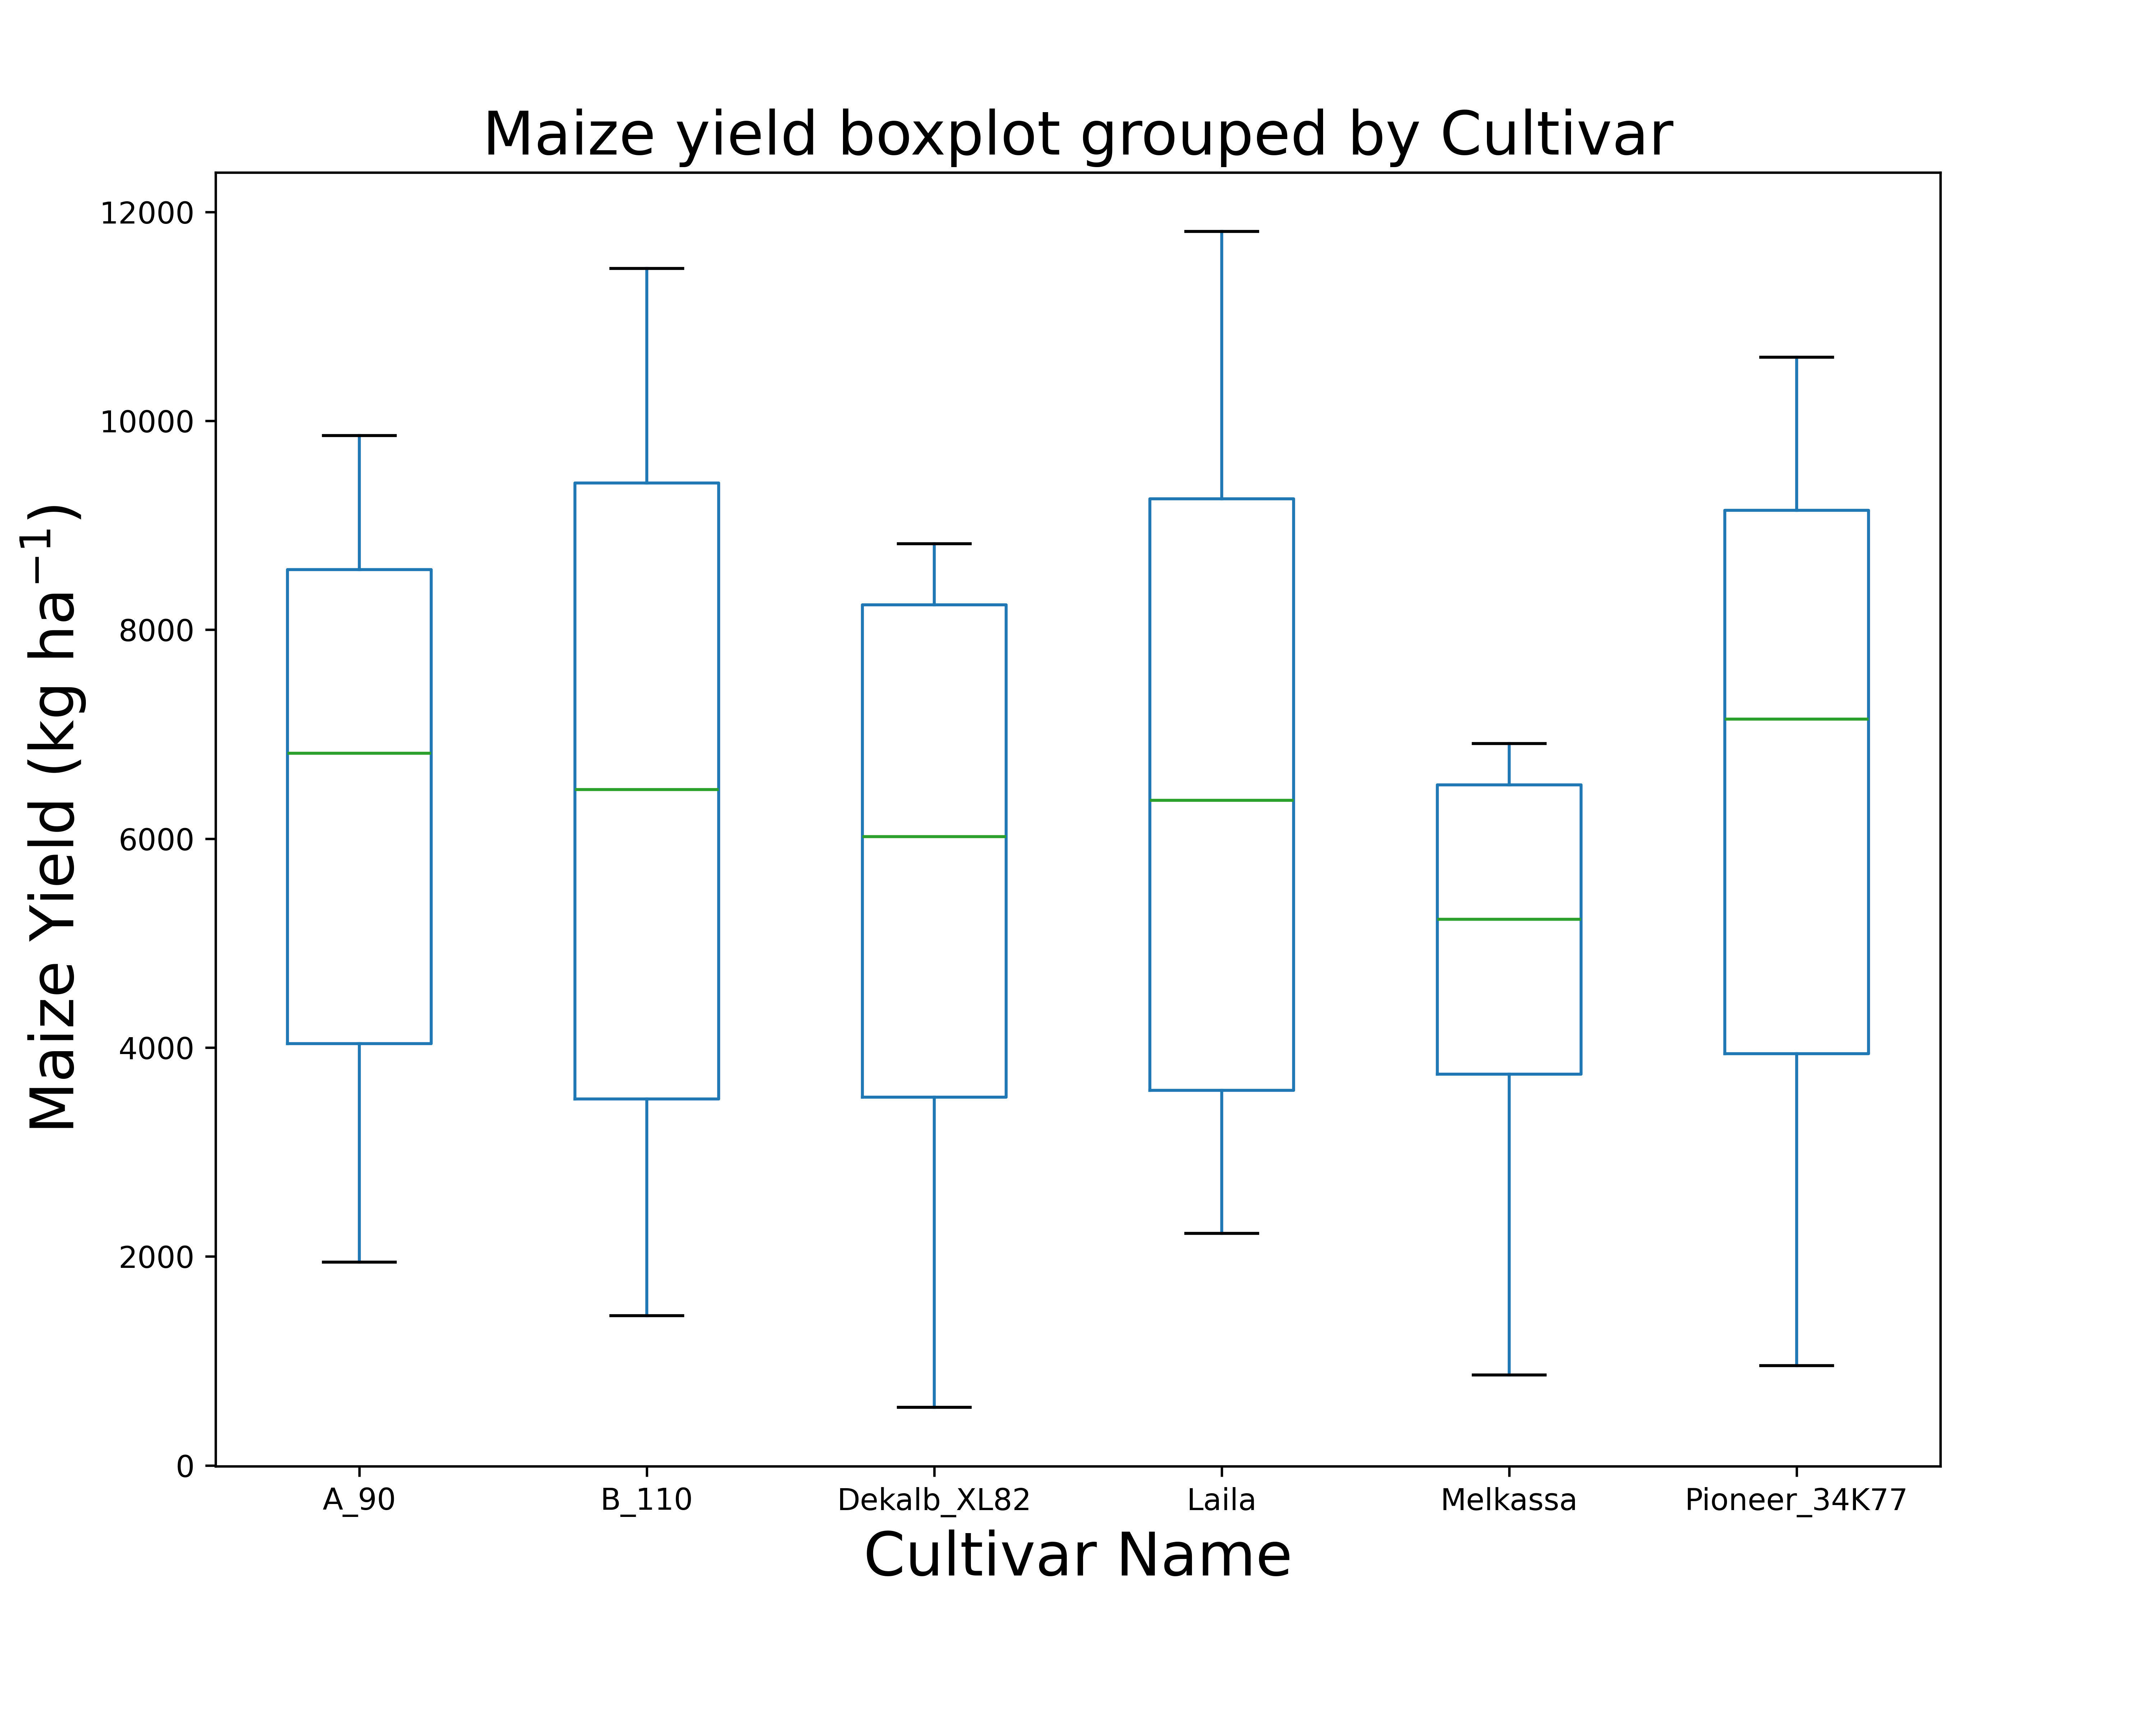 Maize yield boxplot grouped by Cultivar
Maize Yield (kg ha⁻¹)
12000
10000
8000
6000
4000
2000
0
A_90 B_110 Dekalb_XL82 Laila Melkassa Pioneer_34K77
Cultivar Name